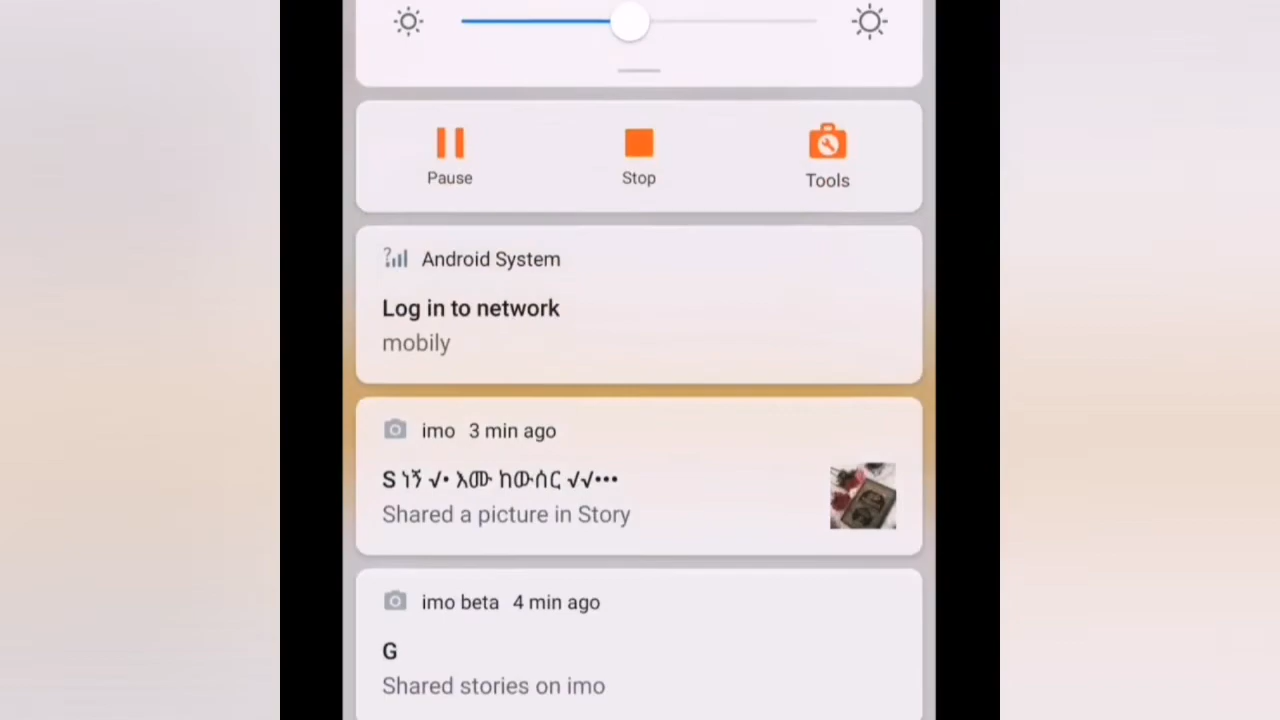 Pause
Stop
Tools
Android System
Log in to network
mobily
imo 3 min ago
S ነኝ √• እሙ ከውሰር √√•••
Shared a picture in Story
imo beta 4 min ago
G
Shared stories on imo